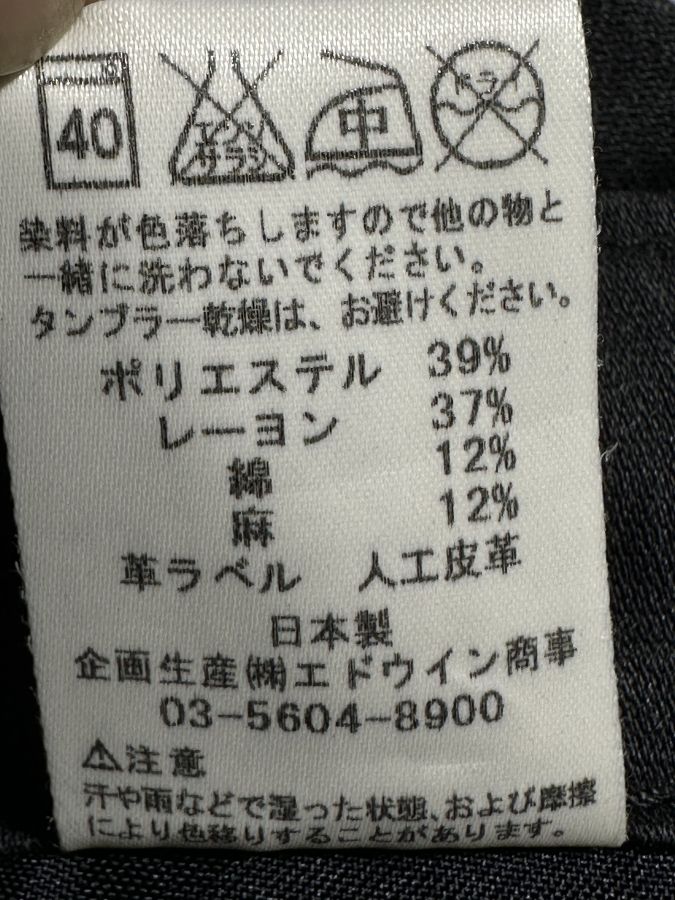 40
エンソ
サラシ
中
ドライ
染料が色落ちしますので他の物と
一緒に洗わないでください。
タンブラー乾燥は、お避けください。
ポリエステル 39%
レーヨン 37%
綿 12%
麻 12%
革ラベル 人工皮革
日本製
企画生産㈱エドウイン商事
03-5604-8900
⚠注意
汗や雨などで湿った状態、および摩擦
により色移りすることがあります。